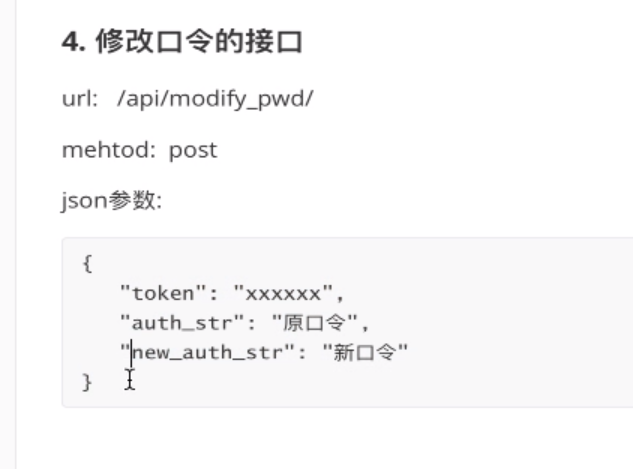 4. 修改口令的接口
url: /api/modify_pwd/
mehtod: post
json参数:
{
"token": "xxxxxx",
"auth_str": "原口令",
"new_auth_str": "新口令"
}